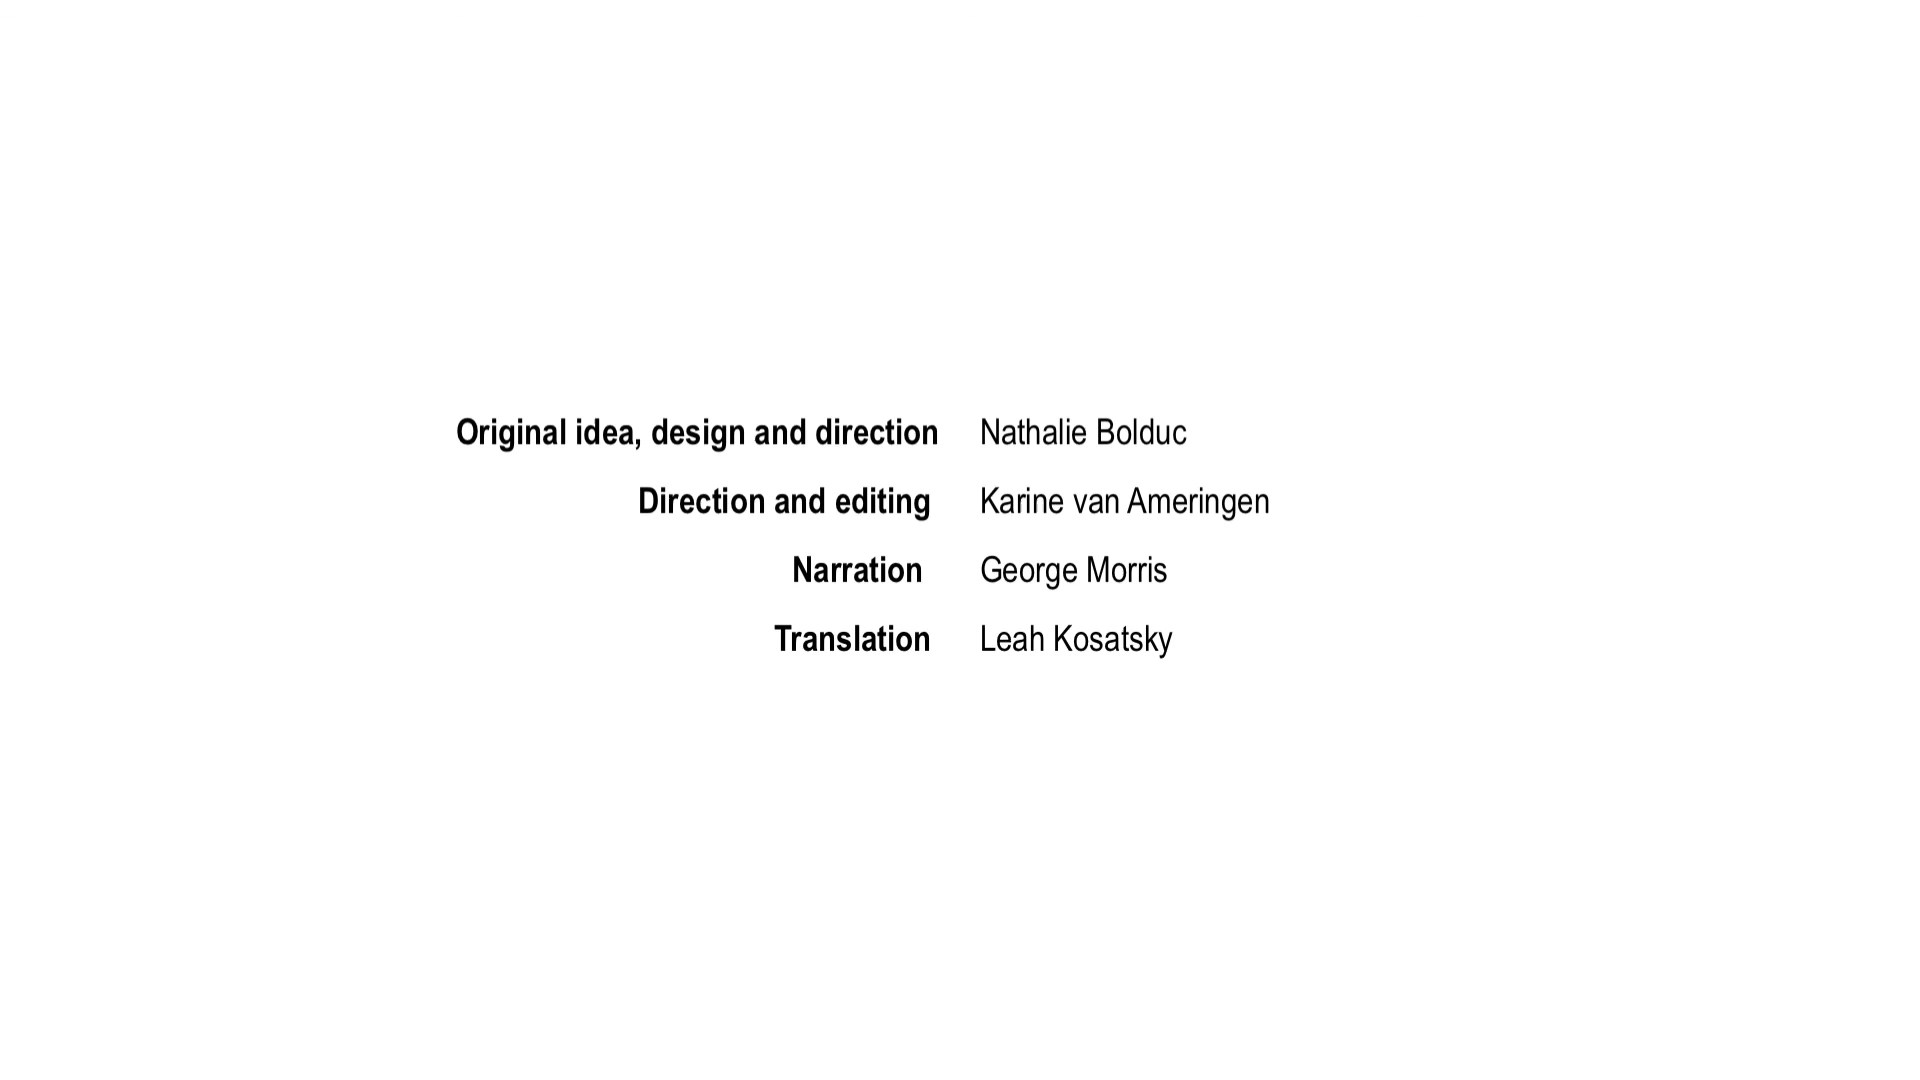 Original idea, design and direction Nathalie Bolduc
Direction and editing Karine van Ameringen
Narration George Morris
Translation Leah Kosatsky